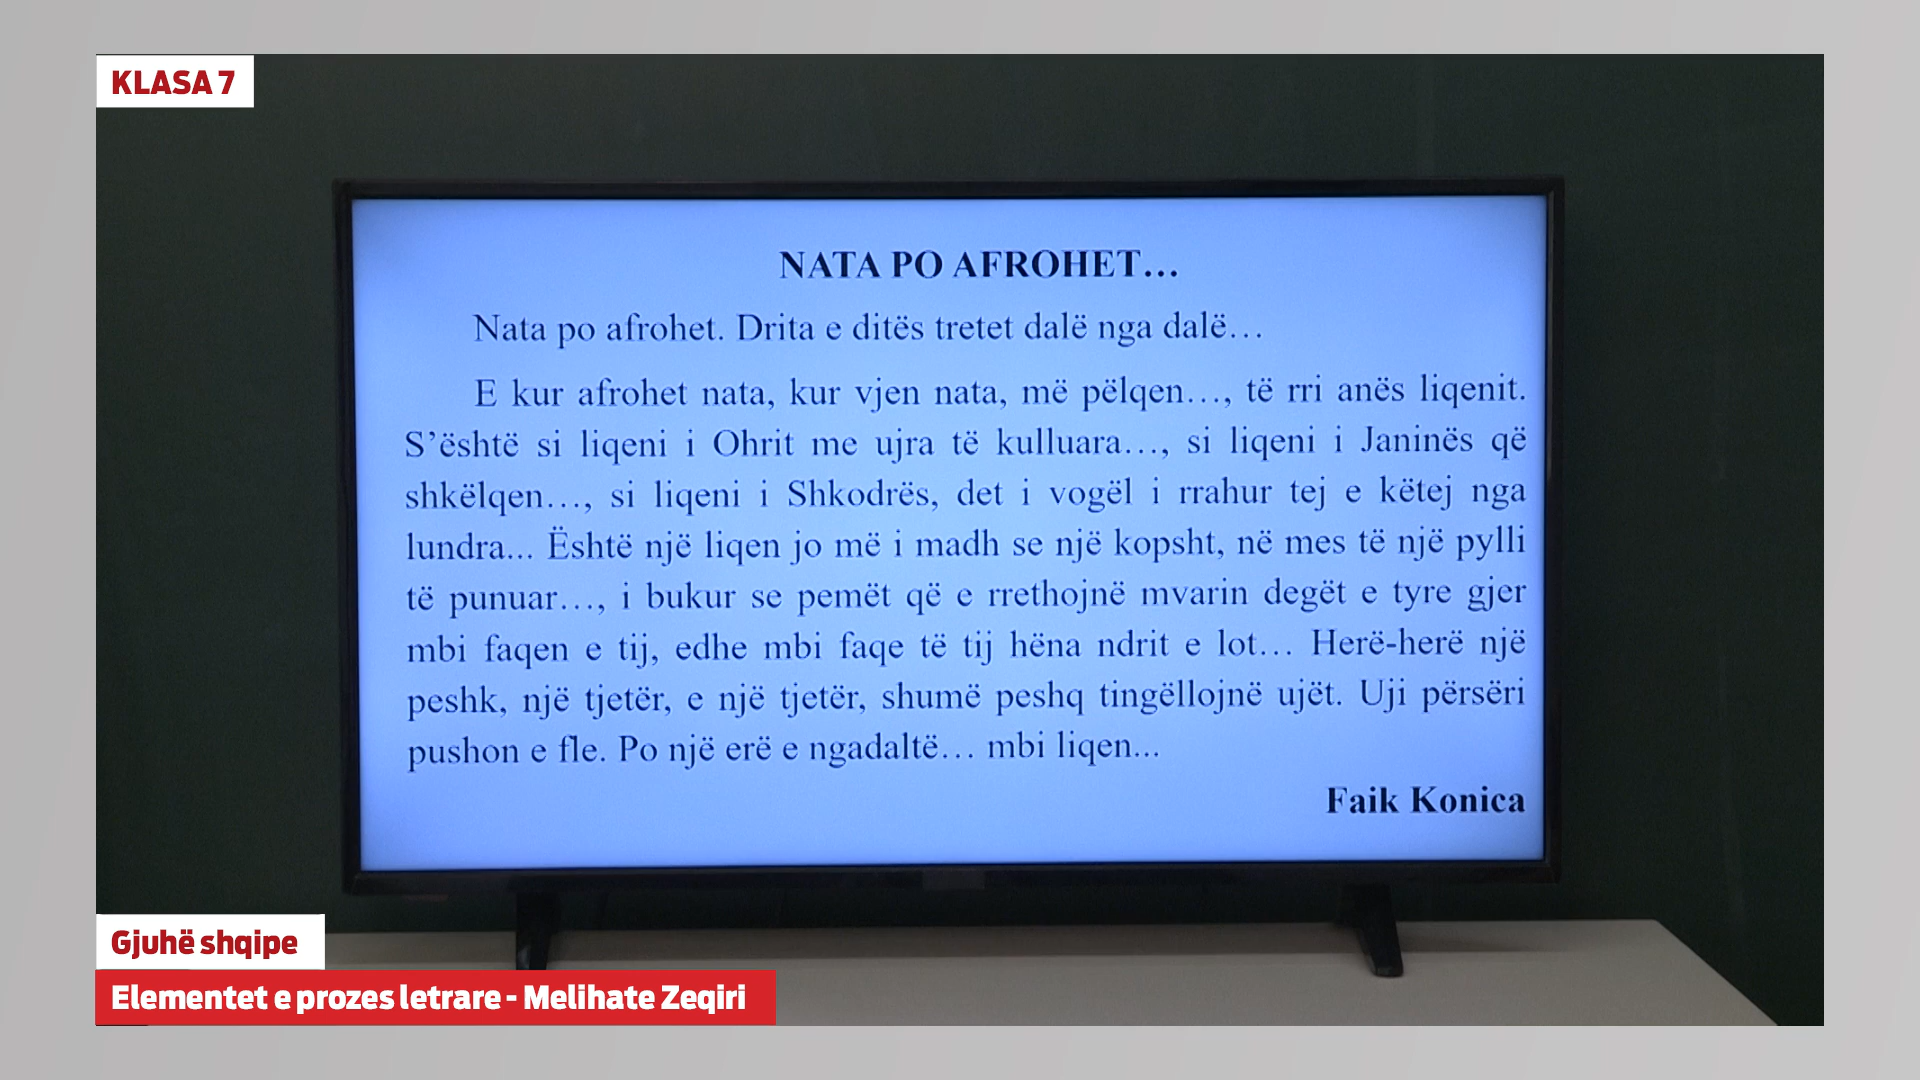 KLASA 7
NATA PO AFROHET...
Nata po afrohet. Drita e ditës tretet dalë nga dalë…
E kur afrohet nata, kur vjen nata, më pëlqen…, të rri anës liqenit.
S’është si liqeni i Ohrit me ujra të kulluara…, si liqeni i Janinës që
shkëlqen…, si liqeni i Shkodrës, det i vogël i rrahur tej e këtej nga
lundra... Është një liqen jo më i madh se një kopsht, në mes të një pylli
të punuar…, i bukur se pemët që e rrethojnë mvarin degët e tyre gjer
mbi faqen e tij, edhe mbi faqe të tij hëna ndrit e lot… Herë-herë një
peshk, një tjetër, e një tjetër, shumë peshq tingëllojnë ujët. Uji përsëri
pushon e fle. Po një erë e ngadaltë… mbi liqen...
Faik Konica
Gjuhë shqipe
Elementet e prozes letrare - Melihate Zeqiri